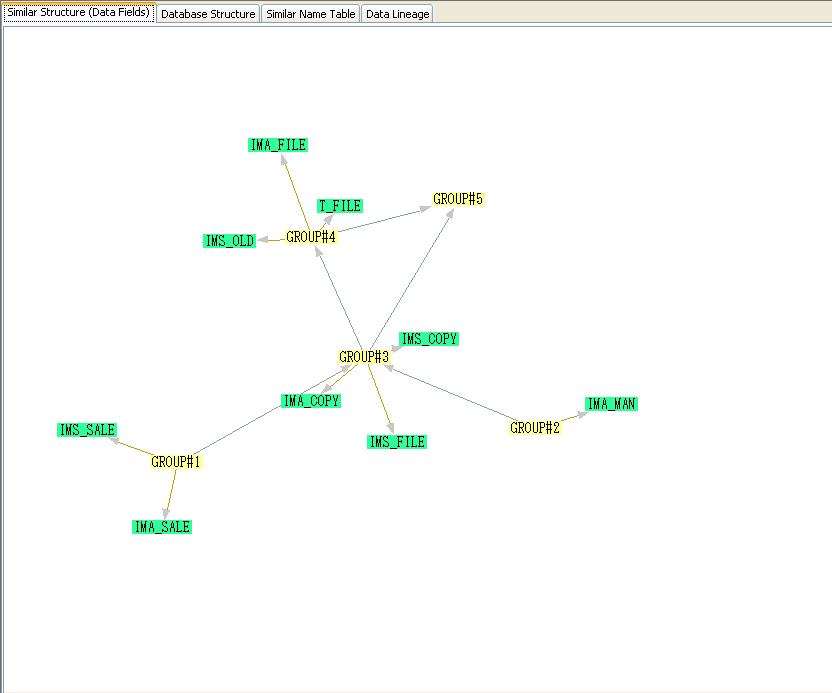 Similar Structure (Data Fields) Database Structure Similar Name Table Data Lineage
IMA_FILE
GROUP#5
T_FILE
GROUP#4
IMS_OLD
IMS_COPY
GROUP#3
IMA_COPY
IMA_MAN
GROUP#2
IMS_SALE
IMS_FILE
GROUP#1
IMA_SALE